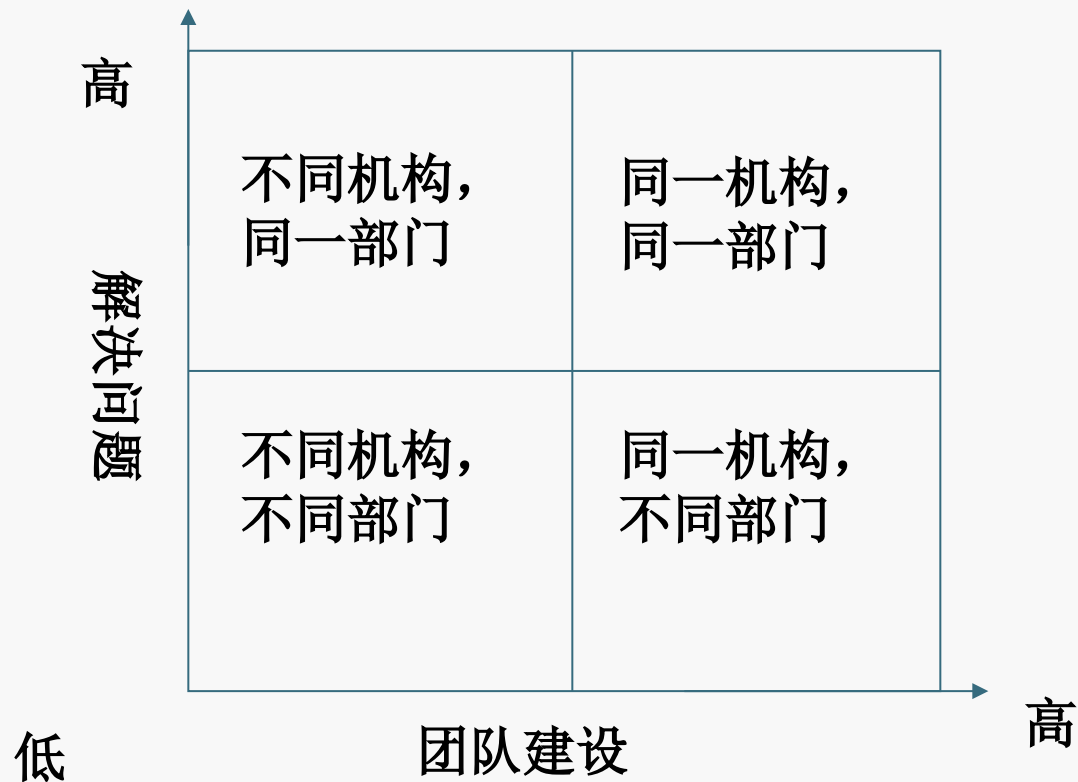 高
不同机构，
同一部门
同一机构，
同一部门
解决问题
不同机构，
不同部门
同一机构，
不同部门
低
团队建设
高